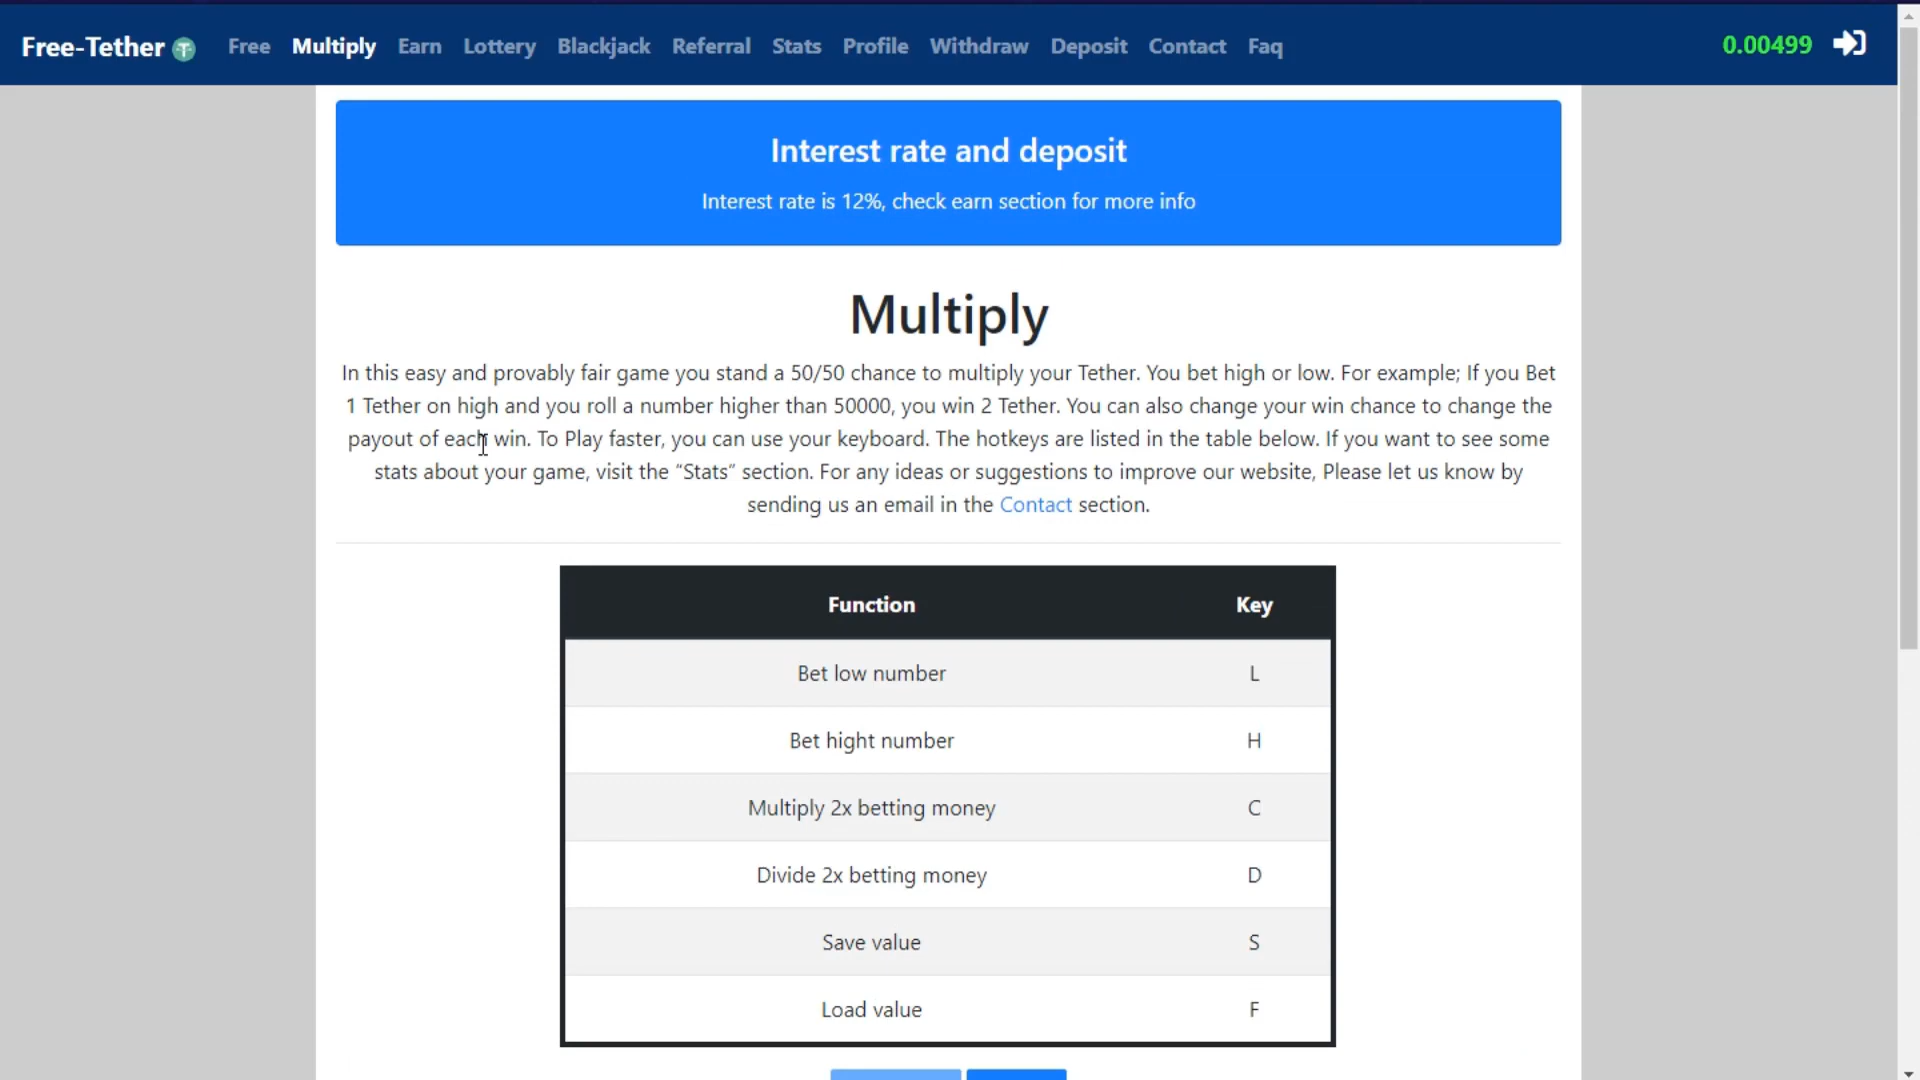 Free-Tether Free Multiply Earn Lottery Blackjack Referral Stats Profile Withdraw Deposit Contact Faq 0.00499
Interest rate and deposit
Interest rate is 12%, check earn section for more info
Multiply
In this easy and provably fair game you stand a 50/50 chance to multiply your Tether. You bet high or low. For example; If you Bet
1 Tether on high and you roll a number higher than 50000, you win 2 Tether. You can also change your win chance to change the
payout of each win. To Play faster, you can use your keyboard. The hotkeys are listed in the table below. If you want to see some
stats about your game, visit the “Stats” section. For any ideas or suggestions to improve our website, Please let us know by
sending us an email in the Contact section.
Function Key
Bet low number L
Bet hight number H
Multiply 2x betting money C
Divide 2x betting money D
Save value S
Load value F